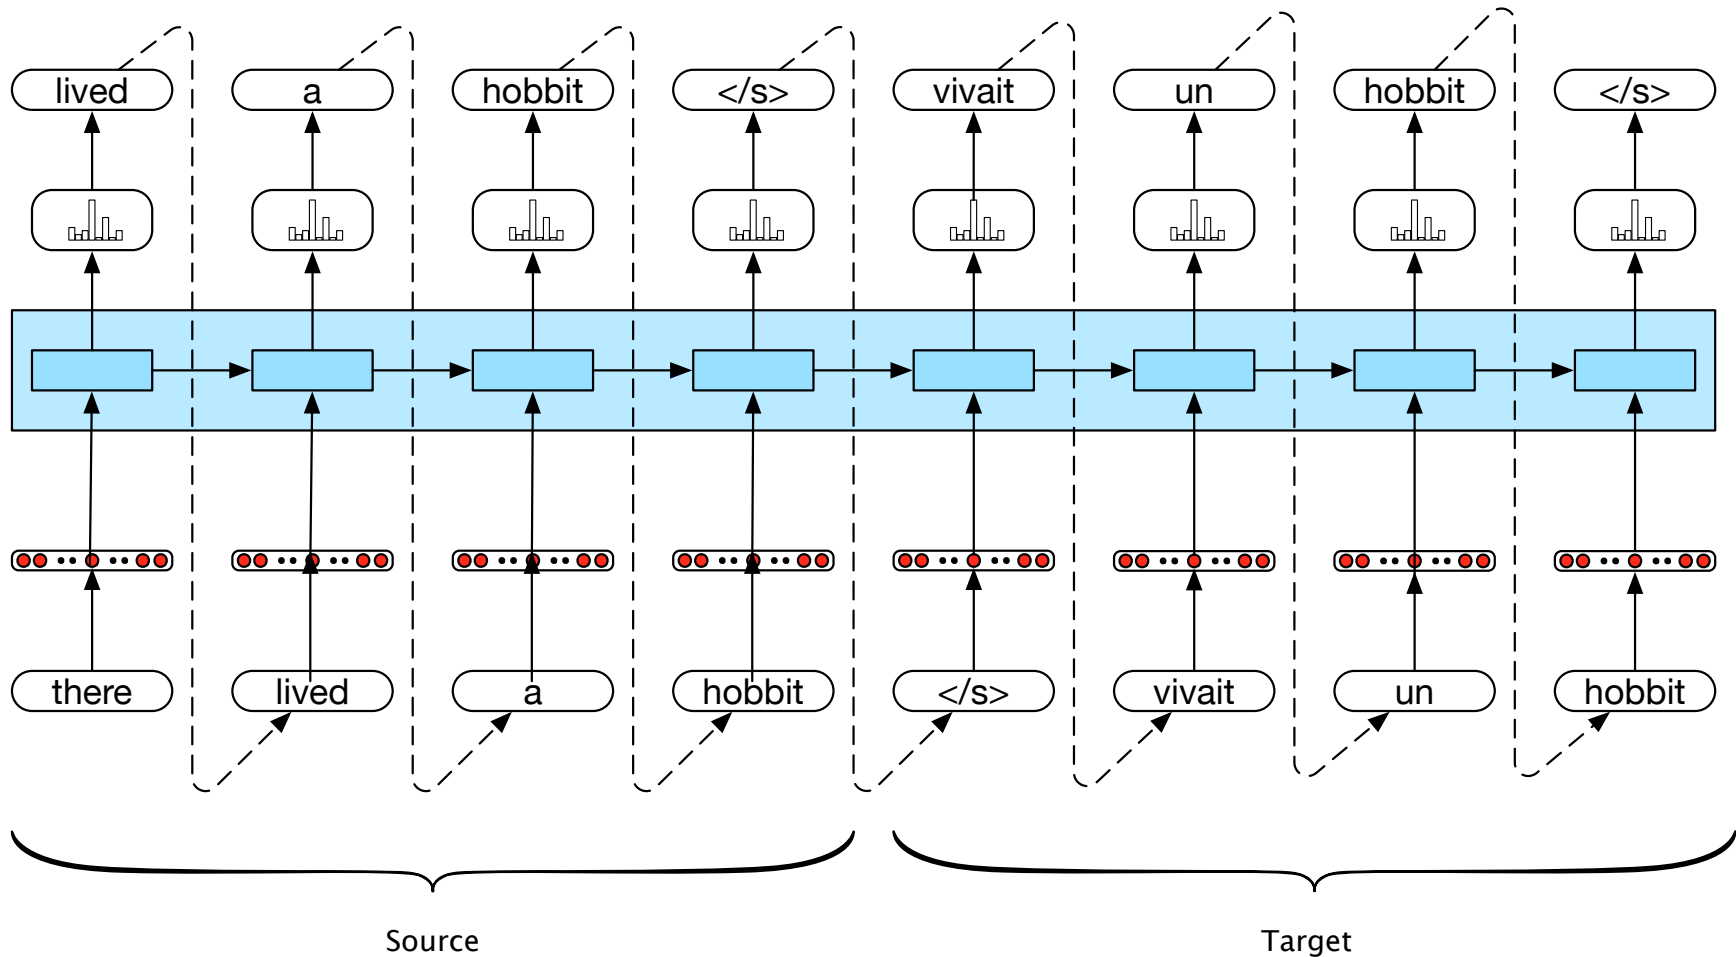 lived a hobbit </s> vivait un hobbit </s>
there lived a hobbit </s> vivait un hobbit
Source Target